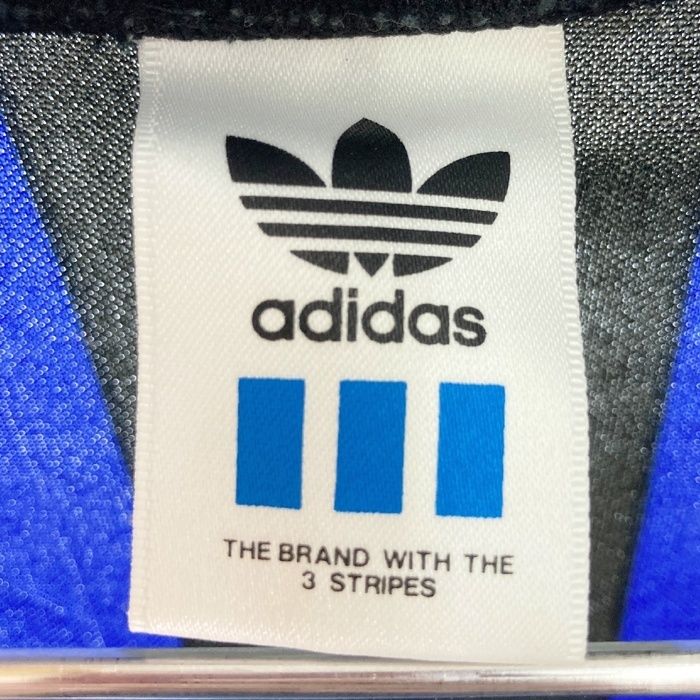 adidas
THE BRAND WITH THE
3 STRIPES